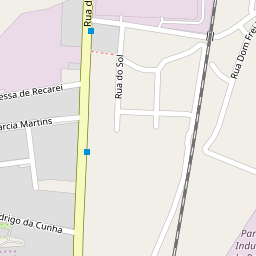 Rua d
Rua do Sol
Rua Dom Frei
essa de Recarei
arcia Martins
drigo da Cunha
Par
Indu